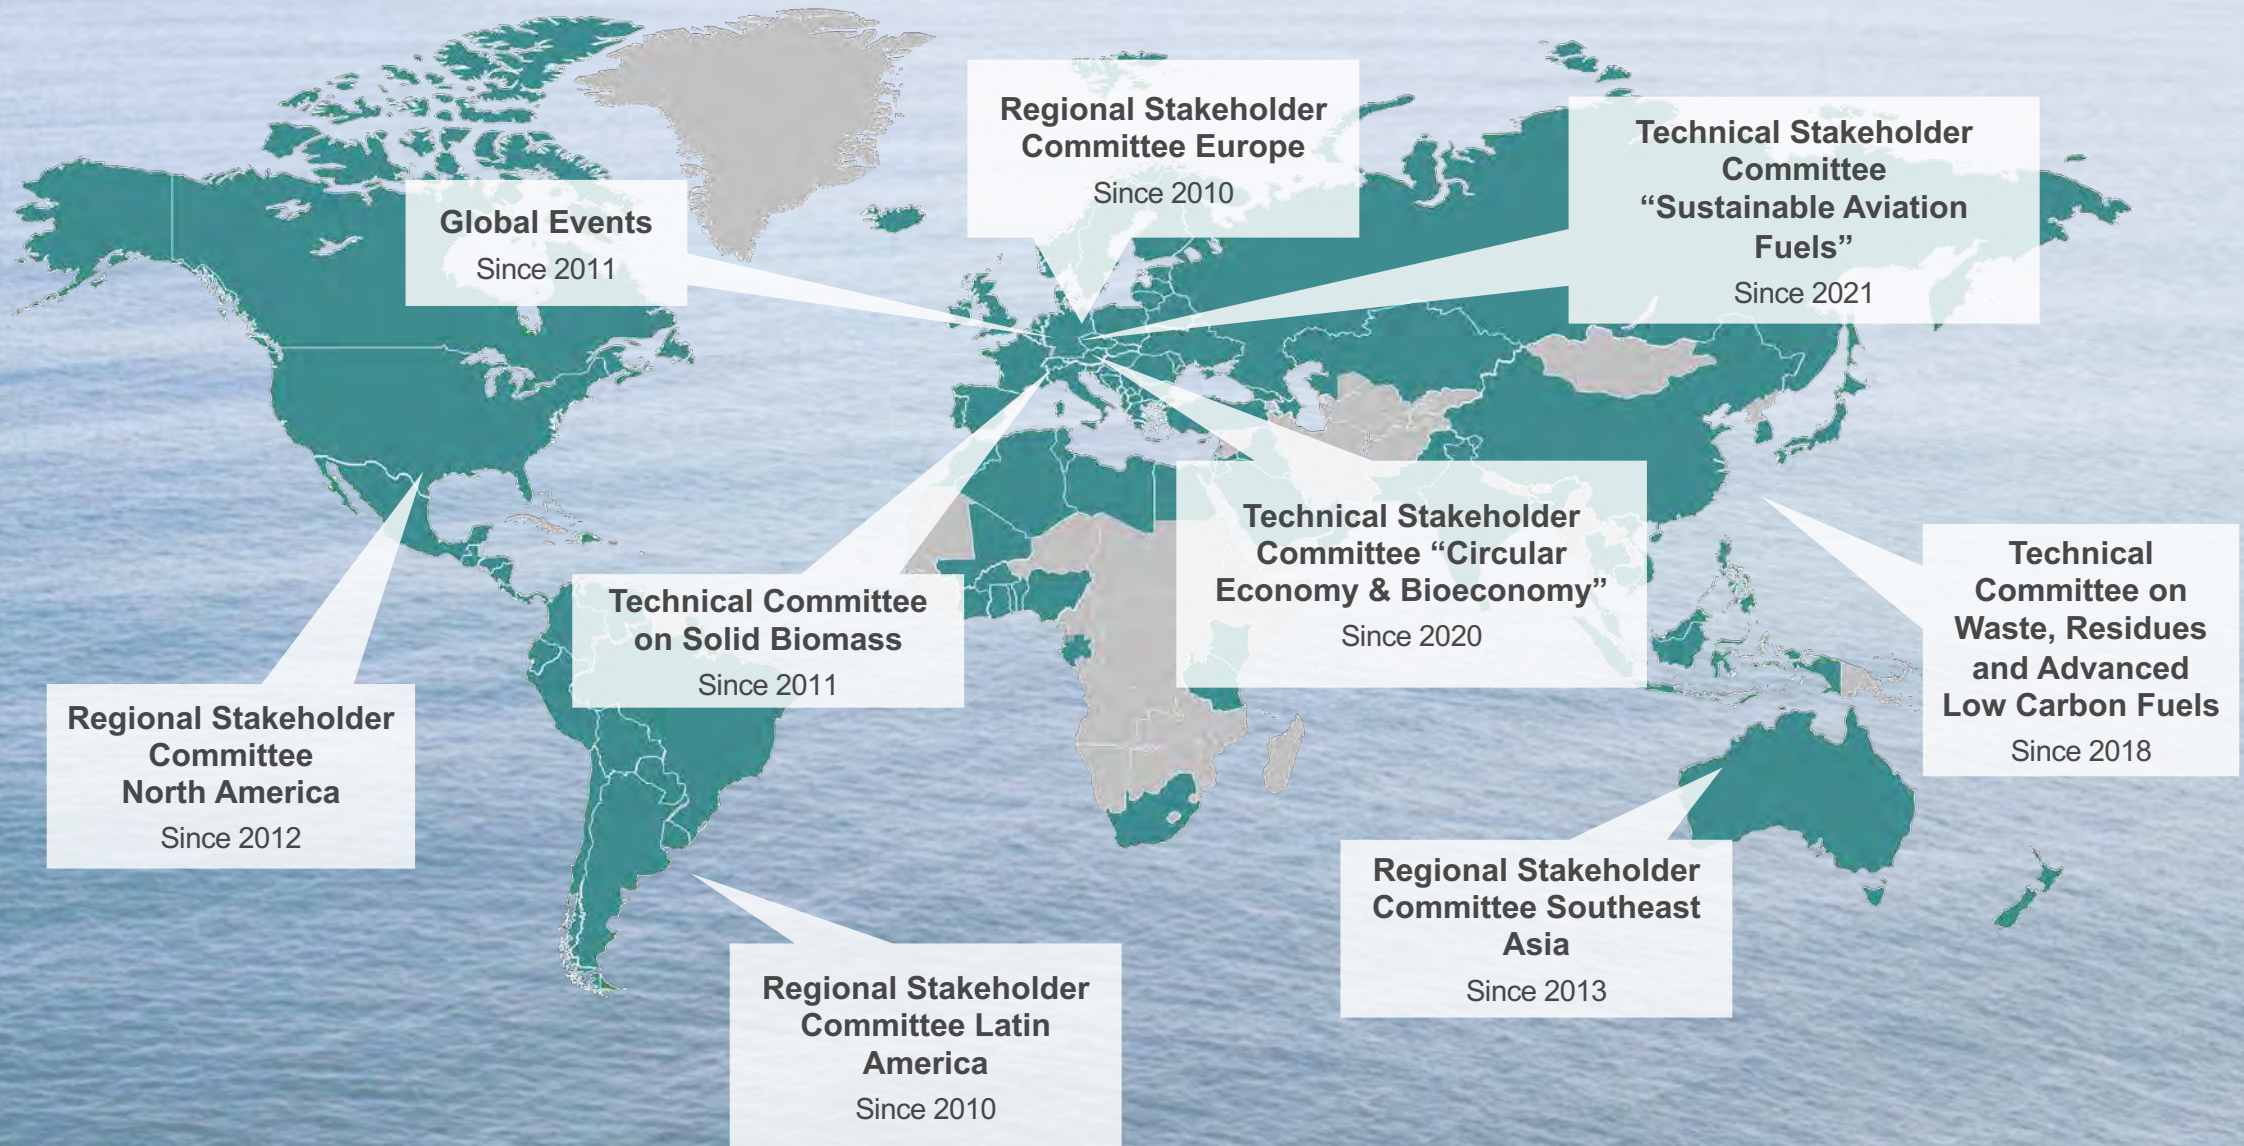 Regional Stakeholder
Committee Europe
Since 2010
Technical Stakeholder
Committee
“Sustainable Aviation
Fuels”
Since 2021
Global Events
Since 2011
Technical Stakeholder
Committee “Circular
Economy & Bioeconomy”
Since 2020
Technical
Committee on
Waste, Residues
and Advanced
Low Carbon Fuels
Since 2018
Technical Committee
on Solid Biomass
Since 2011
Regional Stakeholder
Committee
North America
Since 2012
Regional Stakeholder
Committee Southeast
Asia
Since 2013
Regional Stakeholder
Committee Latin
America
Since 2010